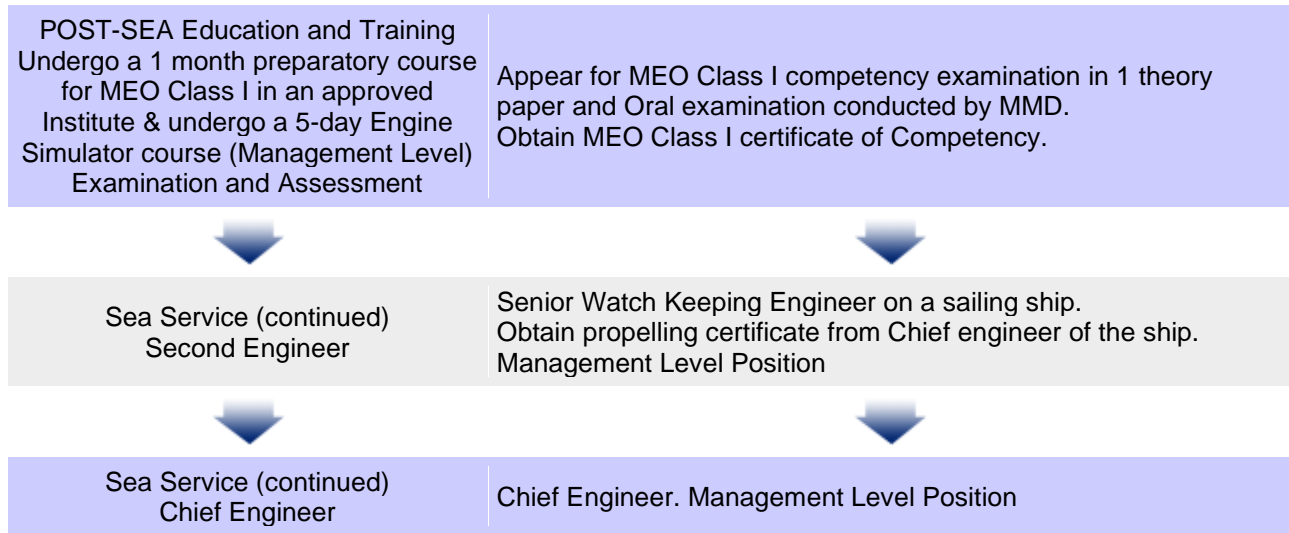 POST-SEA Education and Training
Undergo a 1 month preparatory course
for MEO Class I in an approved
Institute & undergo a 5-day Engine
Simulator course (Management Level)
Examination and Assessment
Appear for MEO Class I competency examination in 1 theory
paper and Oral examination conducted by MMD.
Obtain MEO Class I certificate of Competency.
Sea Service (continued)
Second Engineer
Senior Watch Keeping Engineer on a sailing ship.
Obtain propelling certificate from Chief engineer of the ship.
Management Level Position
Sea Service (continued)
Chief Engineer
Chief Engineer. Management Level Position